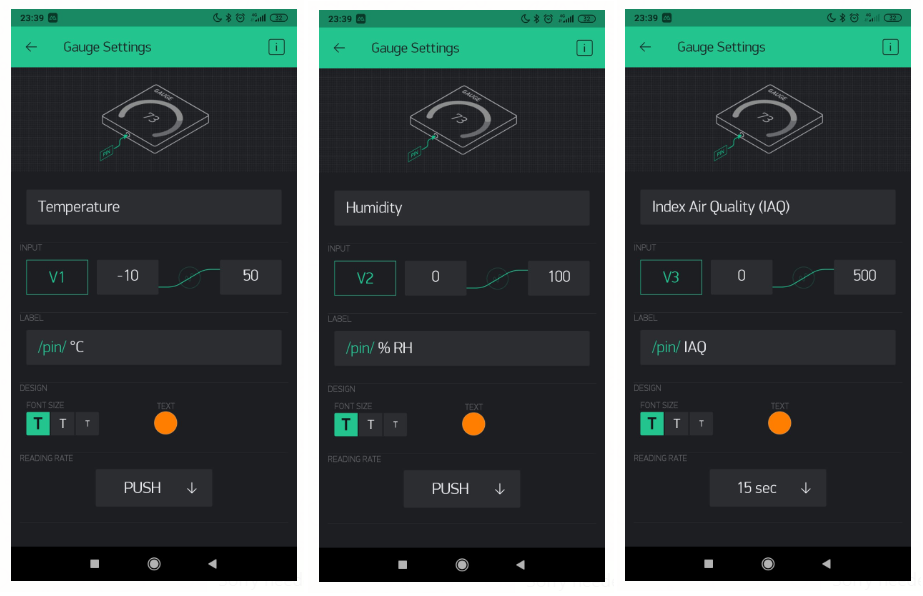 23:39
Gauge Settings
GAUGE
73
PIN
Temperature
INPUT
V1 -10 50
LABEL
/pin/ °C
DESIGN
FONT SIZE TEXT
T T T
READING RATE
PUSH ↓
23:39
Gauge Settings
GAUGE
73
PIN
Humidity
INPUT
V2 0 100
LABEL
/pin/ % RH
DESIGN
FONT SIZE TEXT
T T T
READING RATE
PUSH ↓
23:39
Gauge Settings
GAUGE
73
PIN
Index Air Quality (IAQ)
INPUT
V3 0 500
LABEL
/pin/ IAQ
DESIGN
FONT SIZE TEXT
T T T
READING RATE
15 sec ↓